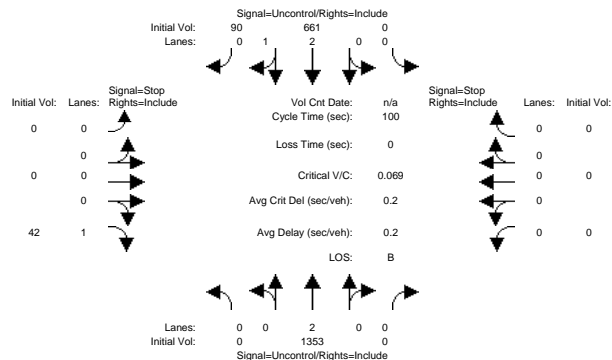 Signal=Uncontrol/Rights=Include
Initial Vol: 90 661 0
Lanes: 0 1 2 0 0
Signal=Stop
Initial Vol: Lanes: Rights=Include
Vol Cnt Date: n/a
Signal=Stop
Rights=Include Lanes: Initial Vol:
0 0
Cycle Time (sec): 100
0 0
0
Loss Time (sec): 0
0
0 0
Critical V/C: 0.069
0 0
0
Avg Crit Del (sec/veh): 0.2
0
42 1
Avg Delay (sec/veh): 0.2
0 0
LOS: B
Lanes: 0 0 2 0 0
Initial Vol: 0 1353 0
Signal=Uncontrol/Rights=Include